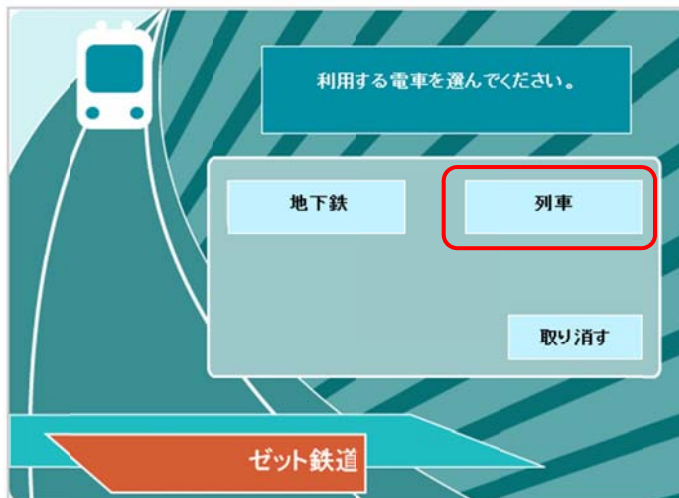 利用する電車を選んでください。
地下鉄
列車
取り消す
ゼット鉄道